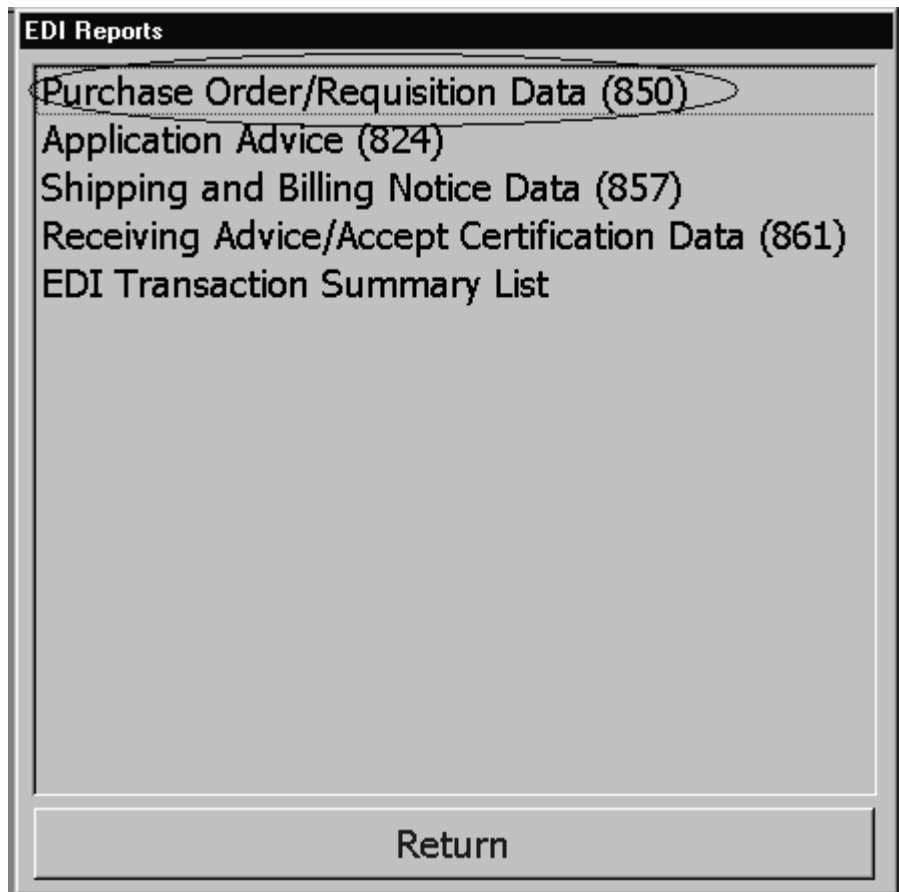 EDI Reports
Purchase Order/Requisition Data (850)
Application Advice (824)
Shipping and Billing Notice Data (857)
Receiving Advice/Accept Certification Data (861)
EDI Transaction Summary List
Return